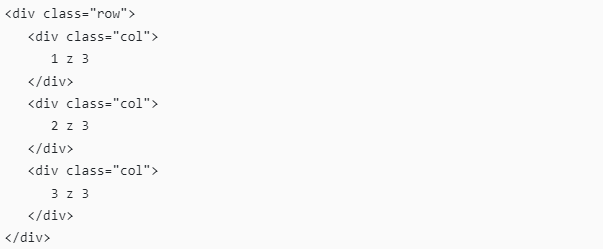 <div class="row">
   <div class="col">
      1 z 3
   </div>
   <div class="col">
      2 z 3
   </div>
   <div class="col">
      3 z 3
   </div>
</div>